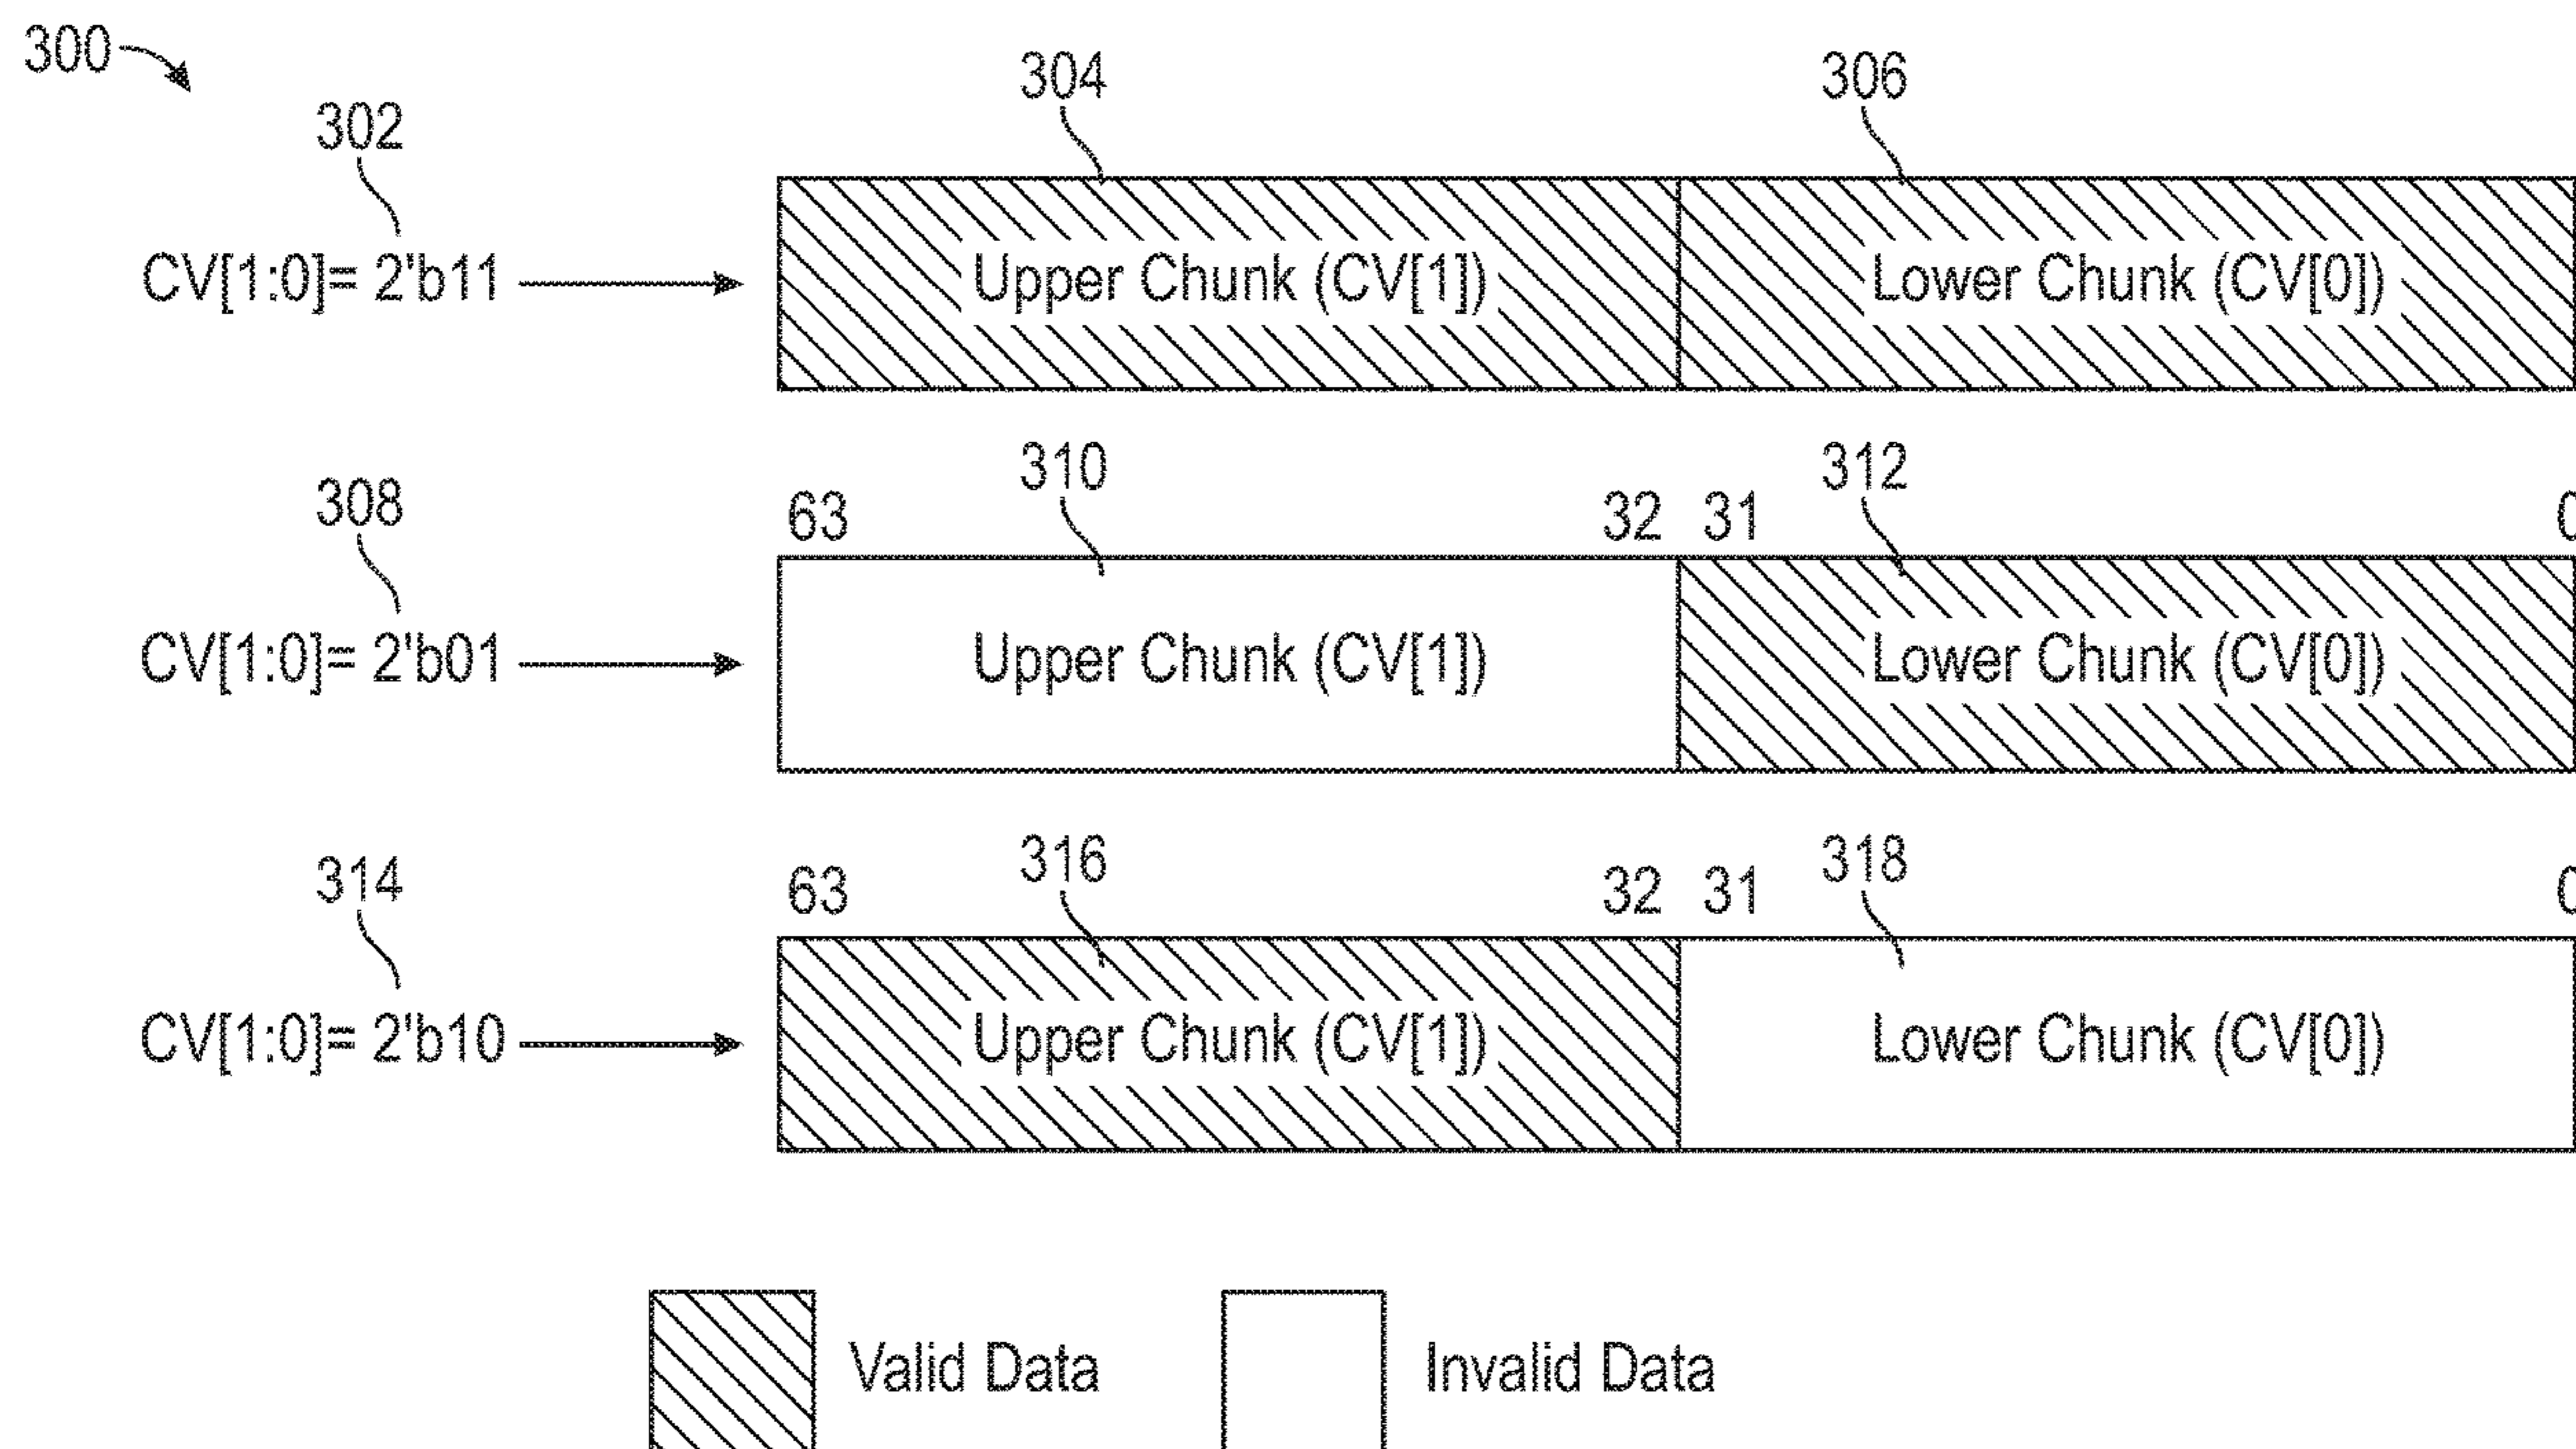 300
302
304
306
CV[1:0]= 2'b11
Upper Chunk (CV[1])
Lower Chunk (CV[0])
308
310
312
63
32
31
0
CV[1:0]= 2'b01
Upper Chunk (CV[1])
Lower Chunk (CV[0])
314
316
318
63
32
31
0
CV[1:0]= 2'b10
Upper Chunk (CV[1])
Lower Chunk (CV[0])
Valid Data
Invalid Data